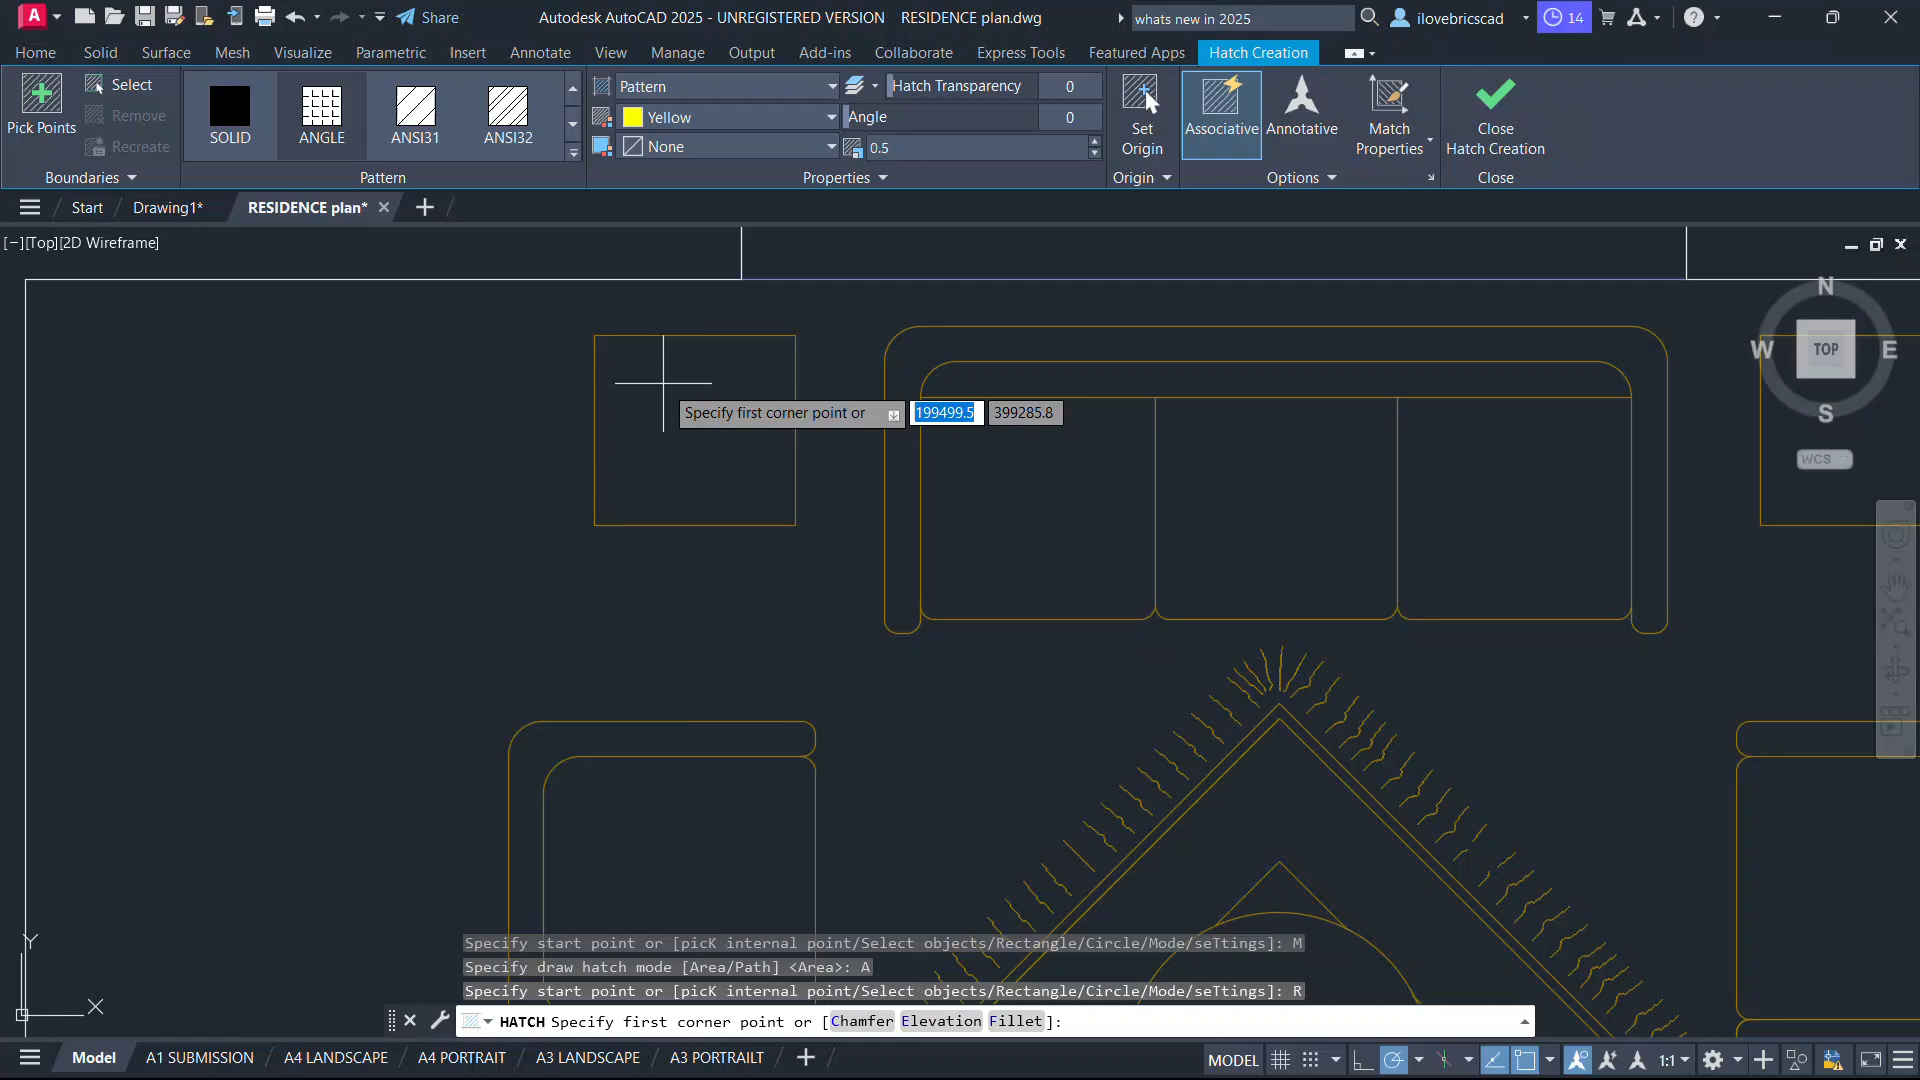 Share
Autodesk AutoCAD 2025 - UNREGISTERED VERSION RESIDENCE plan.dwg
whats new in 2025
ilovebricscad
14
Home Solid Surface Mesh Visualize Parametric Insert Annotate View Manage Output Add-ins Collaborate Express Tools Featured Apps Hatch Creation
Pick Points
Select
Remove
Recreate
Boundaries
SOLID ANGLE ANSI31 ANSI32
Pattern
Pattern
Yellow
None
Hatch Transparency 0
Angle 0
0.5
Properties
Set
Origin
Origin
Associative Annotative
Match
Properties
Options
Close
Hatch Creation
Close
Start Drawing1* RESIDENCE plan*
[−][Top][2D Wireframe]
N
W TOP E
S
WCS
Specify first corner point or 199499.5 399285.8
Y
X
Specify start point or [picK internal point/Select objects/Rectangle/Circle/Mode/seTtings]: M
Specify draw hatch mode [Area/Path] <Area>: A
Specify start point or [picK internal point/Select objects/Rectangle/Circle/Mode/seTtings]: R
HATCH Specify first corner point or [Chamfer Elevation Fillet]:
Model A1 SUBMISSION A4 LANDSCAPE A4 PORTRAIT A3 LANDSCAPE A3 PORTRAILT
MODEL
1:1